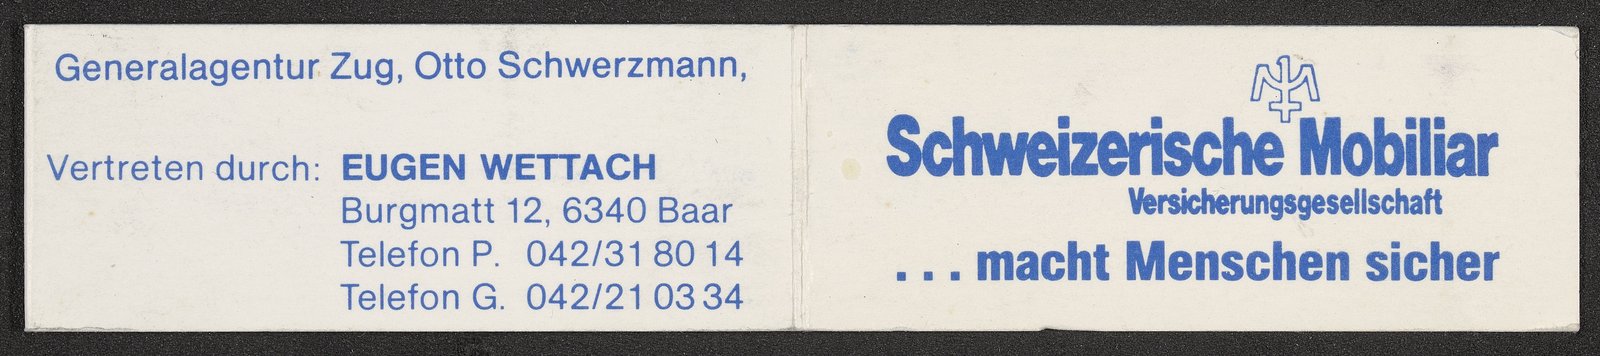 Generalagentur Zug, Otto Schwerzmann,
Vertreten durch: EUGEN WETTACH
Burgmatt 12, 6340 Baar
Telefon P. 042/31 80 14
Telefon G. 042/21 03 34
Schweizerische Mobiliar
Versicherungsgesellschaft
...macht Menschen sicher